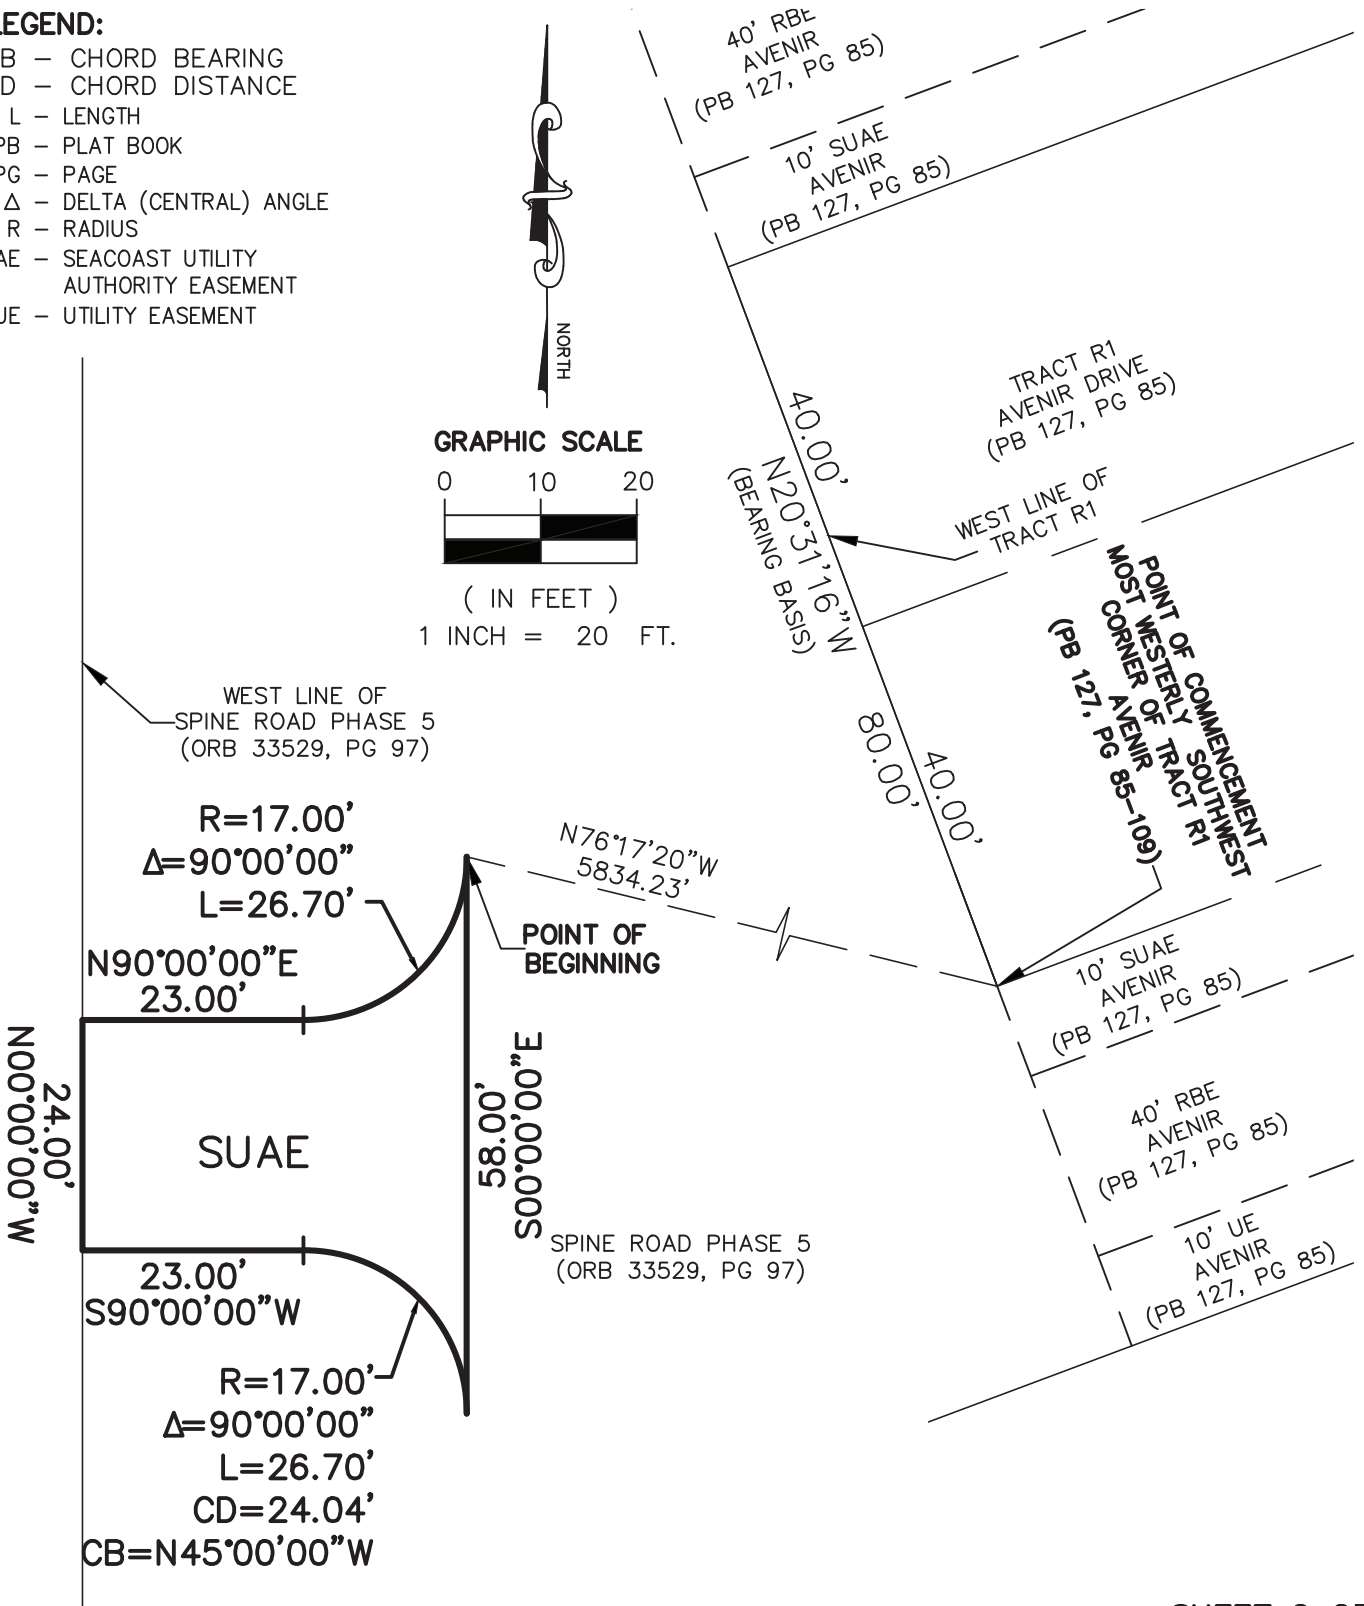 LEGEND:
B – CHORD BEARING
D – CHORD DISTANCE
L – LENGTH
PB – PLAT BOOK
PG – PAGE
Δ – DELTA (CENTRAL) ANGLE
R – RADIUS
AE – SEACOAST UTILITY
AUTHORITY EASEMENT
UE – UTILITY EASEMENT
NORTH
GRAPHIC SCALE
0 10 20
( IN FEET )
1 INCH = 20 FT.
40' RBE
AVENIR
(PB 127, PG 85)
10' SUAE
AVENIR
(PB 127, PG 85)
TRACT R1
AVENIR DRIVE
(PB 127, PG 85)
40.00'
N20°31'16"W
(BEARING BASIS)
WEST LINE OF
TRACT R1
80.00'
40.00'
POINT OF COMMENCEMENT
MOST WESTERLY SOUTHWEST
CORNER OF TRACT R1
AVENIR
(PB 127, PG 85–109)
WEST LINE OF
SPINE ROAD PHASE 5
(ORB 33529, PG 97)
R=17.00'
Δ=90°00'00"
L=26.70'
N76°17'20"W
5834.23'
POINT OF
BEGINNING
N90°00'00"E
23.00'
24.00'
N00°00'00"W
SUAE
58.00'
S00°00'00"E
23.00'
S90°00'00"W
SPINE ROAD PHASE 5
(ORB 33529, PG 97)
R=17.00'
Δ=90°00'00"
L=26.70'
CD=24.04'
CB=N45°00'00"W
10' SUAE
AVENIR
(PB 127, PG 85)
40' RBE
AVENIR
(PB 127, PG 85)
10' UE
AVENIR
(PB 127, PG 85)